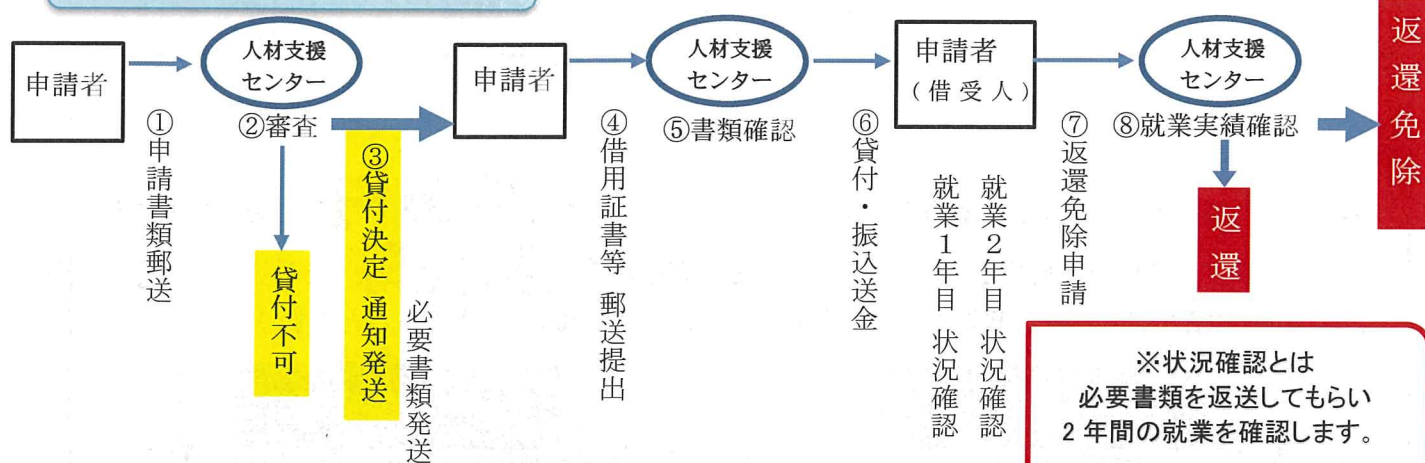 申請者
①申請書類郵送
人材支援
センター
②審査
貸付不可
③貸付決定 通知発送
必要書類発送
申請者
④借用証書等 郵送提出
人材支援
センター
⑤書類確認
⑥貸付・振込送金
申請者
(借受人)
就業1年目 状況確認
就業2年目 状況確認
⑦返還免除申請
人材支援
センター
⑧就業実績確認
返還
返還免除
※状況確認とは
必要書類を返送してもらい
2年間の就業を確認します。